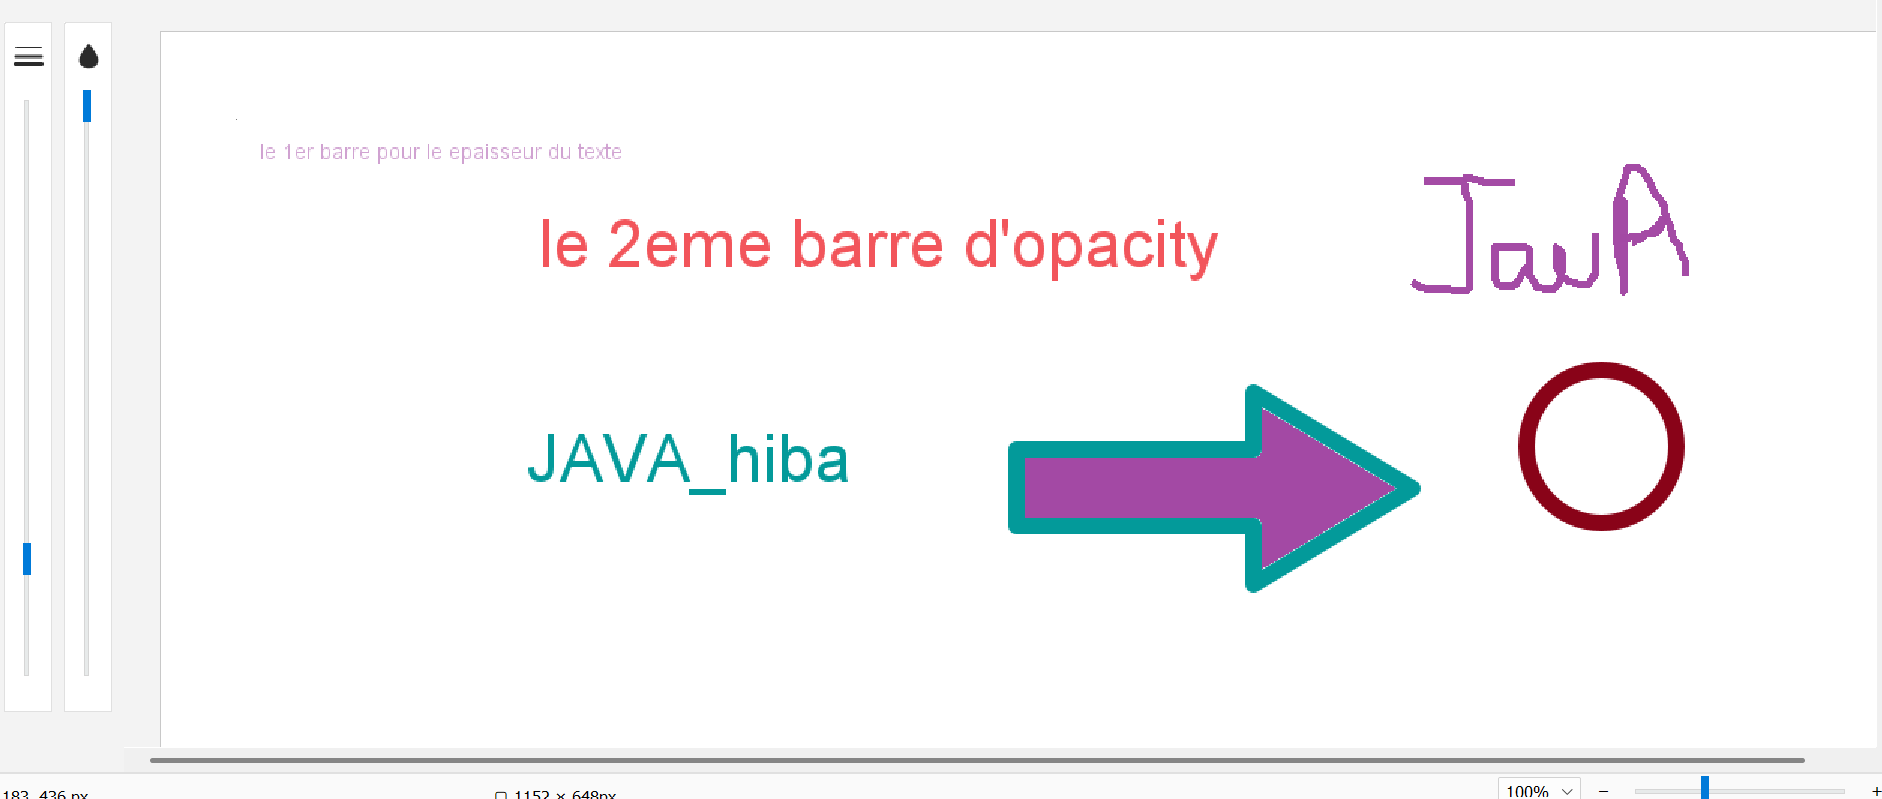 le 1er barre pour le epaisseur du texte
le 2eme barre d'opacity
JavA
JAVA_hiba
183, 436 px
1152 × 648px
100%